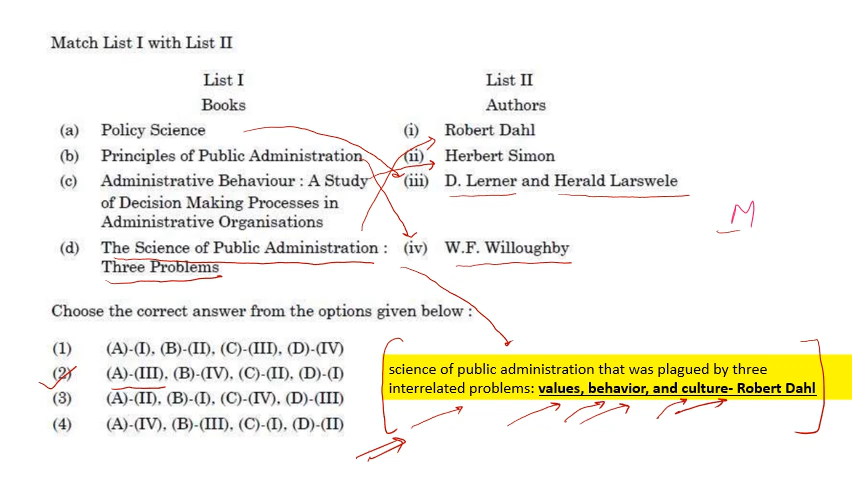 Match List I with List II
List I
List II
Books
Authors
(a) Policy Science
(i) Robert Dahl
(b) Principles of Public Administration
(ii) Herbert Simon
(c) Administrative Behaviour : A Study
(iii) D. Lerner and Herald Larswele
of Decision Making Processes in
Administrative Organisations
(d) The Science of Public Administration :
(iv) W.F. Willoughby
Three Problems
M
Choose the correct answer from the options given below :
(1) (A)-(I), (B)-(II), (C)-(III), (D)-(IV)
(2) (A)-(III), (B)-(IV), (C)-(II), (D)-(I)
(3) (A)-(II), (B)-(I), (C)-(IV), (D)-(III)
(4) (A)-(IV), (B)-(III), (C)-(I), (D)-(II)
science of public administration that was plagued by three
interrelated problems: values, behavior, and culture- Robert Dahl